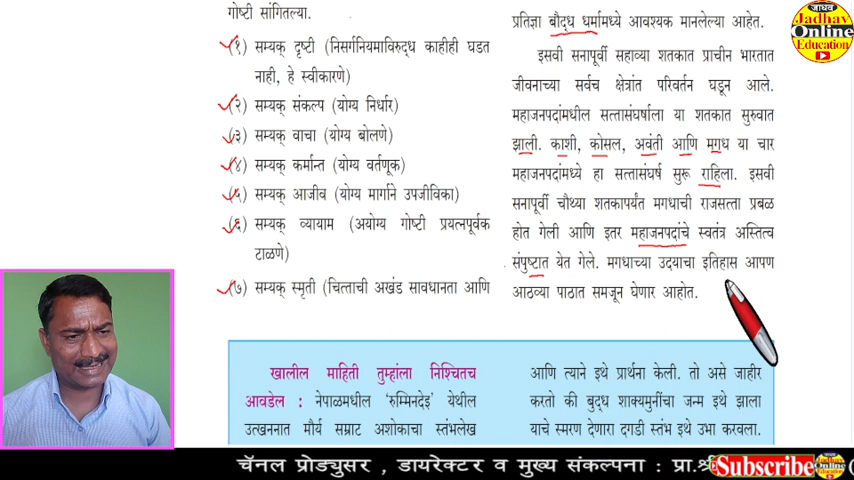 गोष्टी सांगितल्या.
(१) सम्यक् दृष्टी (निसर्गनियमाविरुद्ध काहीही घडत
नाही, हे स्वीकारणे)
(२) सम्यक् संकल्प (योग्य निर्धार)
(३) सम्यक् वाचा (योग्य बोलणे)
(४) सम्यक् कर्मान्त (योग्य वर्तणूक)
(५) सम्यक् आजीव (योग्य मार्गाने उपजीविका)
(६) सम्यक् व्यायाम (अयोग्य गोष्टी प्रयत्नपूर्वक
टाळणे)
(७) सम्यक् स्मृती (चित्ताची अखंड सावधानता आणि
प्रतिज्ञा बौद्ध धर्मामध्ये आवश्यक मानलेल्या आहेत.
इसवी सनापूर्वी सहाव्या शतकात प्राचीन भारतात
जीवनाच्या सर्वच क्षेत्रांत परिवर्तन घडून आले.
महाजनपदांमधील सत्तासंघर्षाला या शतकात सुरुवात
झाली. काशी, कोसल, अवंती आणि मगध या चार
महाजनपदांमध्ये हा सत्तासंघर्ष सुरू राहिला. इसवी
सनापूर्वी चौथ्या शतकापर्यंत मगधाची राजसत्ता प्रबळ
होत गेली आणि इतर महाजनपदांचे स्वतंत्र अस्तित्व
संपुष्टात येत गेले. मगधाच्या उदयाचा इतिहास आपण
आठव्या पाठात समजून घेणार आहोत.
खालील माहिती तुम्हांला निश्चितच
आवडेल : नेपाळमधील ‘रुम्मिनदेइ’ येथील
उत्खननात मौर्य सम्राट अशोकाचा स्तंभलेख
आणि त्याने इथे प्रार्थना केली. तो असे जाहीर
करतो की बुद्ध शाक्यमुनींचा जन्म इथे झाला
याचे स्मरण देणारा दगडी स्तंभ इथे उभा करवला.
जाधव
Jadhav
Online
Education
चॅनल प्रोड्युसर , डायरेक्टर व मुख्य संकल्पना : प्रा.श्री
Subscribe